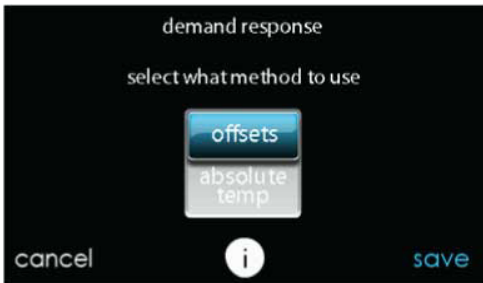 demand response
select what method to use
offsets
absolute
temp
cancel
i
save